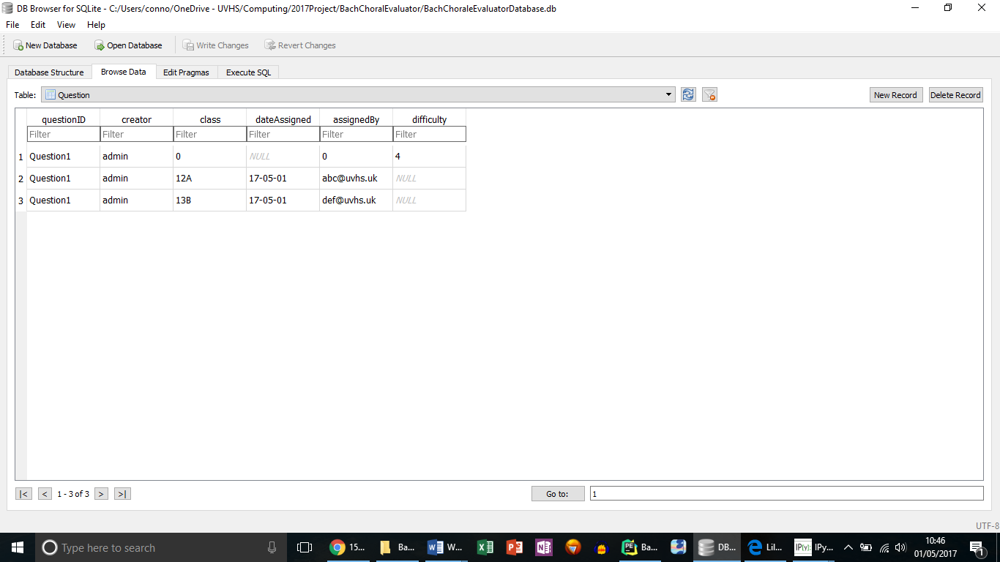 DB Browser for SQLite - C:/Users/conno/OneDrive - UVHS/Computing/2017Project/BachChoralEvaluator/BachChoraleEvaluatorDatabase.db
File Edit View Help
New Database Open Database Write Changes Revert Changes
Database Structure Browse Data Edit Pragmas Execute SQL
Table: Question New Record Delete Record
questionID creator class dateAssigned assignedBy difficulty
Filter Filter Filter Filter Filter Filter
1 Question1 admin 0 NULL 0 4
2 Question1 admin 12A 17-05-01 abc@uvhs.uk NULL
3 Question1 admin 13B 17-05-01 def@uvhs.uk NULL
|< < 1 - 3 of 3 > >| Go to: 1
UTF-8
Type here to search 15... Ba... W... Ba... DB... Lil... IPy... 10:46
01/05/2017